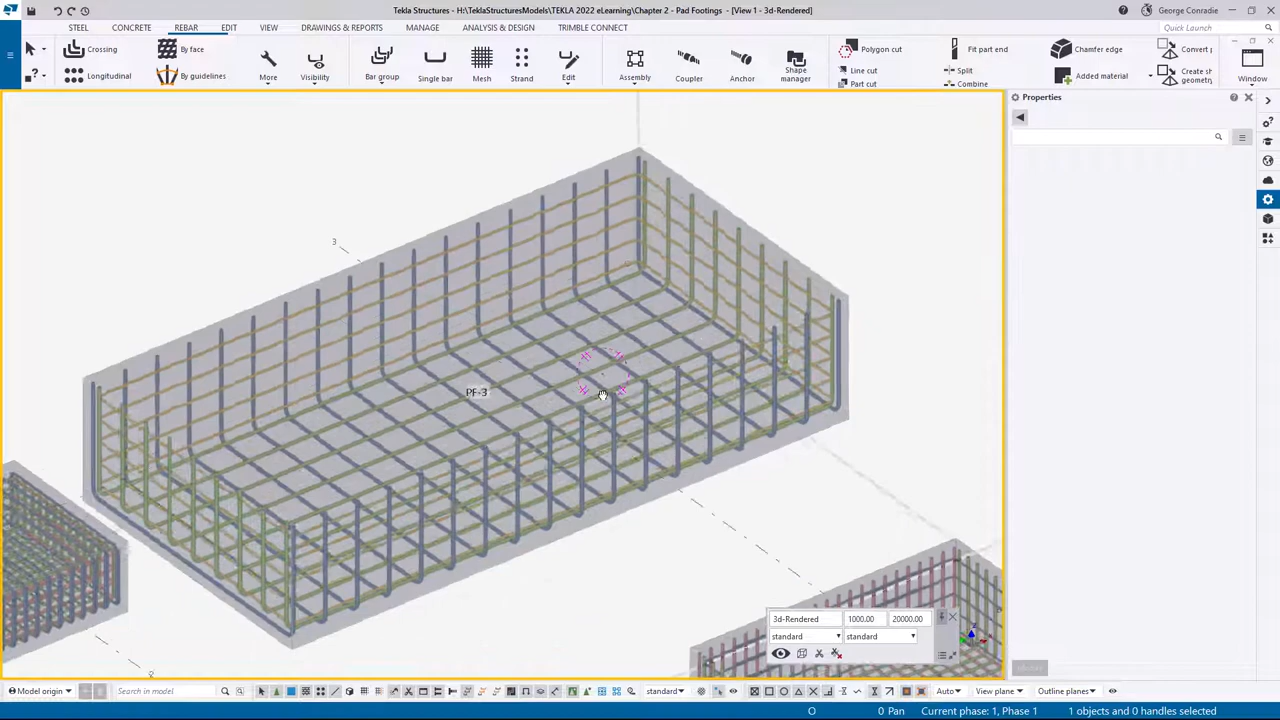 Tekla Structures - H:\TeklaStructuresModels\TEKLA 2022 eLearning\Chapter 2 - Pad Footings - [View 1 - 3d-Rendered]
George Conradie
STEEL CONCRETE REBAR EDIT VIEW DRAWINGS & REPORTS MANAGE ANALYSIS & DESIGN TRIMBLE CONNECT
Quick Launch
Crossing
By face
Longitudinal
By guidelines
More
Visibility
Bar group
Single bar
Mesh
Strand
Edit
Assembly
Coupler
Anchor
Shape manager
Polygon cut
Line cut
Part cut
Fit part end
Split
Combine
Chamfer edge
Added material
Convert
Create sh
geometry
Window
Properties
3
PF-3
3d-Rendered 1000.00 20000.00
standard standard
2
Model origin
Search in model
standard
Auto
View plane
Outline planes
O 0 Pan Current phase: 1, Phase 1 1 objects and 0 handles selected